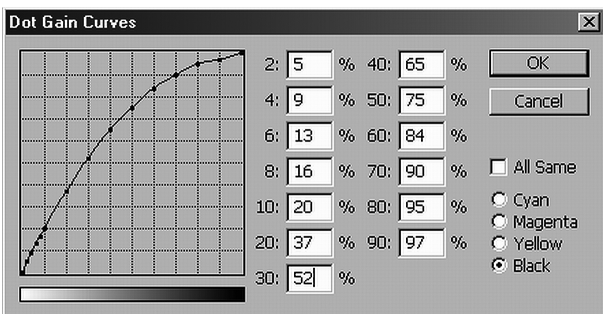 Dot Gain Curves
2: 5 % 40: 65 % OK
4: 9 % 50: 75 % Cancel
6: 13 % 60: 84 %
8: 16 % 70: 90 % All Same
10: 20 % 80: 95 % Cyan
Magenta
20: 37 % 90: 97 % Yellow
30: 52 % Black